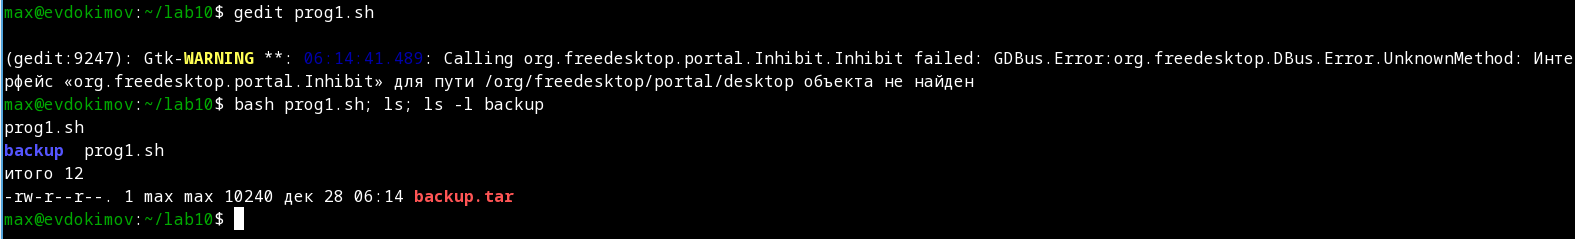 max@evdokimov:~/lab10$ gedit prog1.sh
(gedit:9247): Gtk-WARNING **: 06:14:41.489: Calling org.freedesktop.portal.Inhibit.Inhibit failed: GDBus.Error:org.freedesktop.DBus.Error.UnknownMethod: Инте
рфейс «org.freedesktop.portal.Inhibit» для пути /org/freedesktop/portal/desktop объекта не найден
max@evdokimov:~/lab10$ bash prog1.sh; ls; ls -l backup
prog1.sh
backup  prog1.sh
итого 12
-rw-r--r--. 1 max max 10240 дек 28 06:14 backup.tar
max@evdokimov:~/lab10$